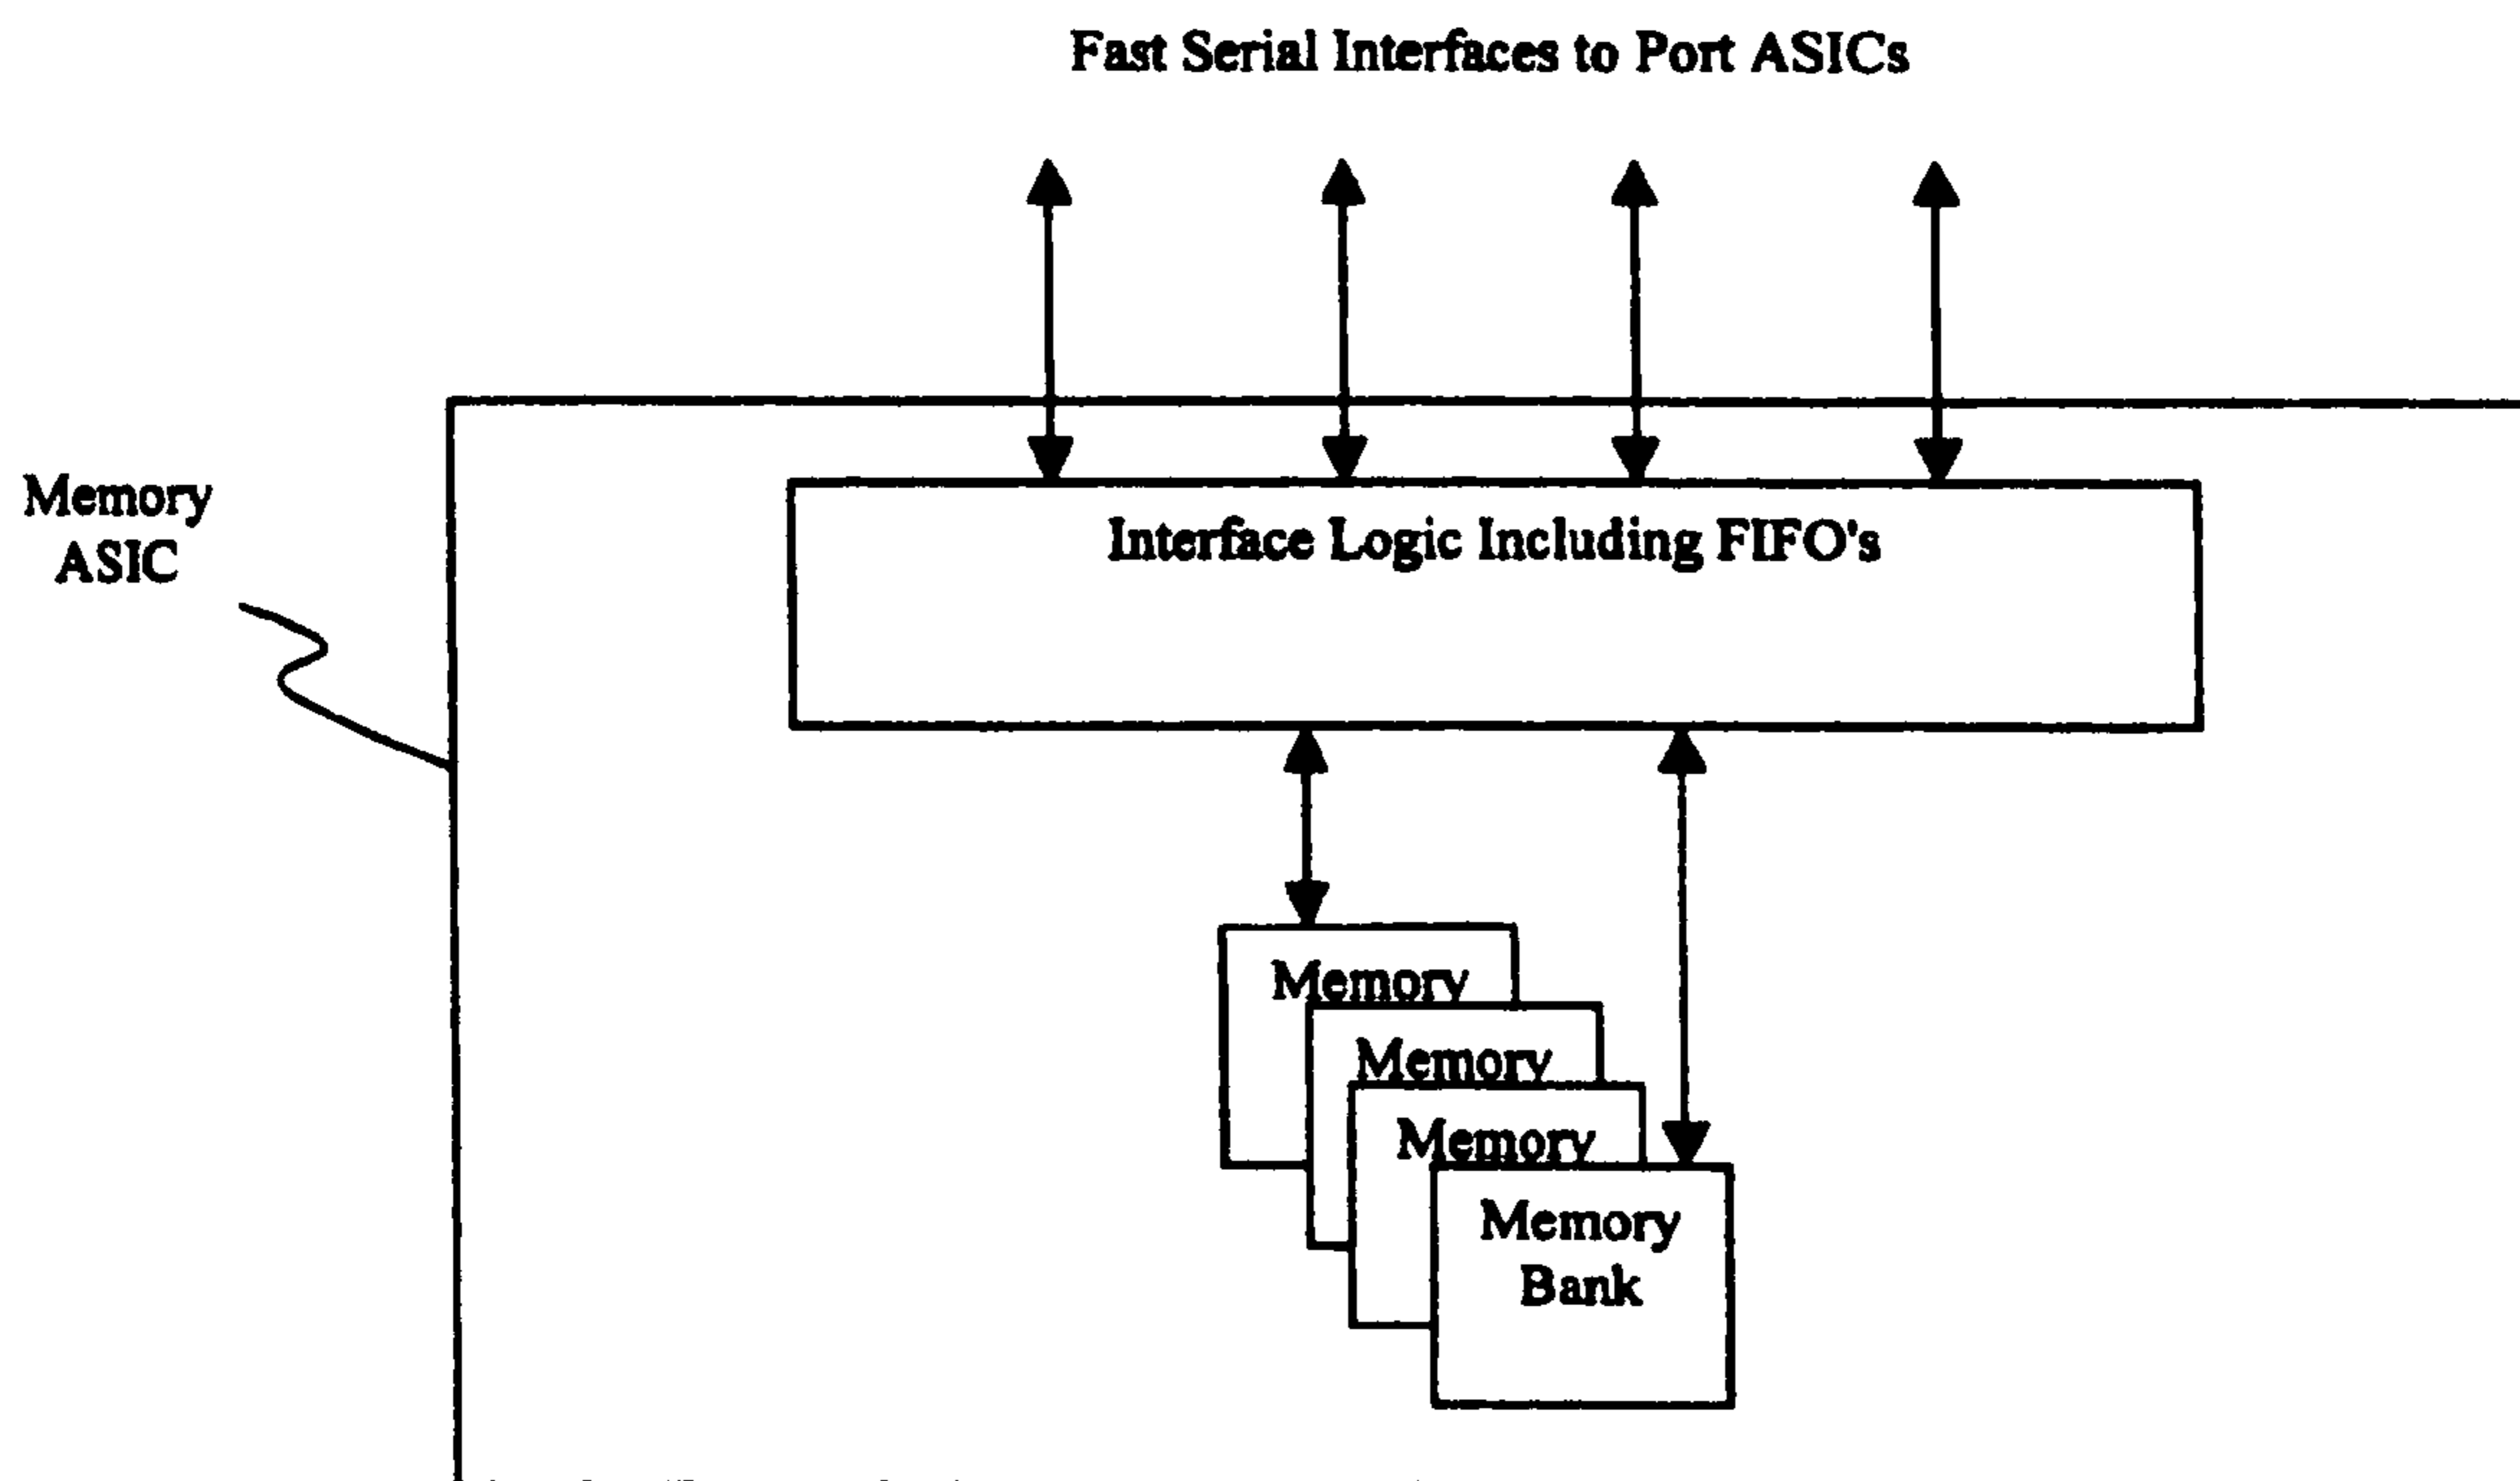 Fast Serial Interfaces to Port ASICs
Memory
ASIC
Interface Logic Including FIFO's
Memory
Memory
Memory
Memory
Bank